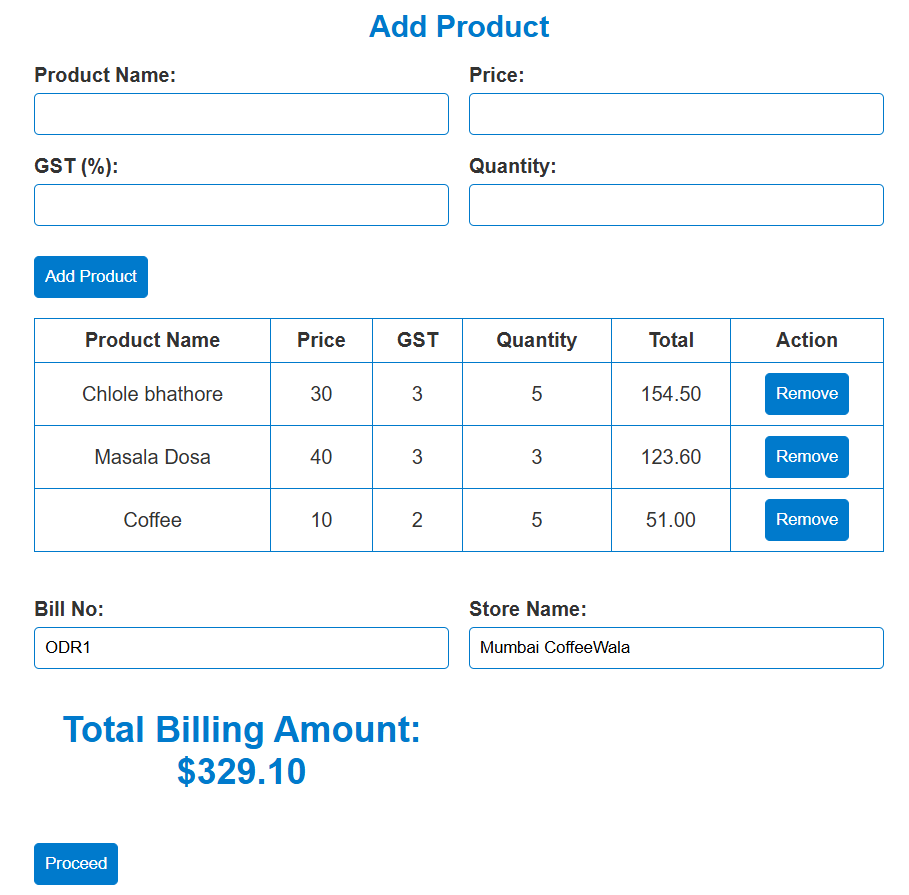 Add Product
Product Name: Price:
GST (%): Quantity:
Add Product
Product Name Price GST Quantity Total Action
Chlole bhathore 30 3 5 154.50 Remove
Masala Dosa 40 3 3 123.60 Remove
Coffee 10 2 5 51.00 Remove
Bill No: Store Name:
ODR1 Mumbai CoffeeWala
Total Billing Amount:
$329.10
Proceed